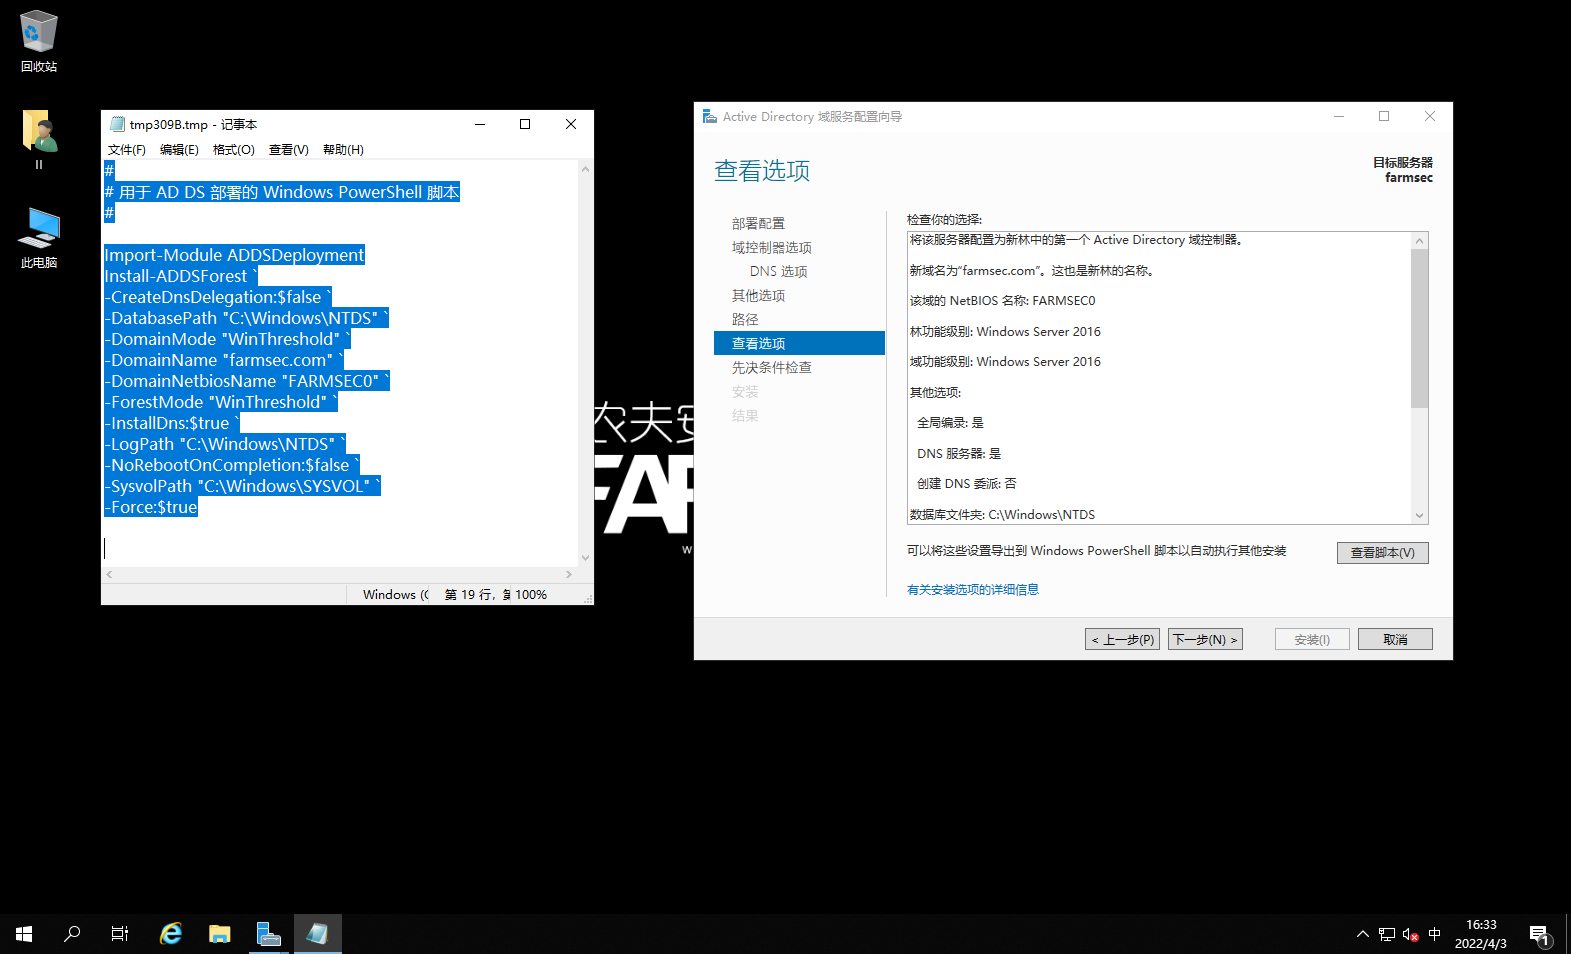 回收站
II
此电脑
tmp309B.tmp - 记事本
文件(F) 编辑(E) 格式(O) 查看(V) 帮助(H)
#
# 用于 AD DS 部署的 Windows PowerShell 脚本
#
Import-Module ADDSDeployment
Install-ADDSForest `
-CreateDnsDelegation:$false `
-DatabasePath "C:\Windows\NTDS" `
-DomainMode "WinThreshold" `
-DomainName "farmsec.com" `
-DomainNetbiosName "FARMSEC0" `
-ForestMode "WinThreshold" `
-InstallDns:$true `
-LogPath "C:\Windows\NTDS" `
-NoRebootOnCompletion:$false `
-SysvolPath "C:\Windows\SYSVOL" `
-Force:$true
Windows (
第 19 行,
100%
农夫安
FAR
w
Active Directory 域服务配置向导
查看选项
目标服务器
farmsec
部署配置
域控制器选项
DNS 选项
其他选项
路径
查看选项
先决条件检查
安装
结果
检查你的选择:
将该服务器配置为新林中的第一个 Active Directory 域控制器。
新域名为"farmsec.com"。这也是新林的名称。
该域的 NetBIOS 名称: FARMSEC0
林功能级别: Windows Server 2016
域功能级别: Windows Server 2016
其他选项:
全局编录: 是
DNS 服务器: 是
创建 DNS 委派: 否
数据库文件夹: C:\Windows\NTDS
可以将这些设置导出到 Windows PowerShell 脚本以自动执行其他安装
查看脚本(V)
有关安装选项的详细信息
< 上一步(P) 下一步(N) > 安装(I) 取消
中
16:33
2022/4/3
1